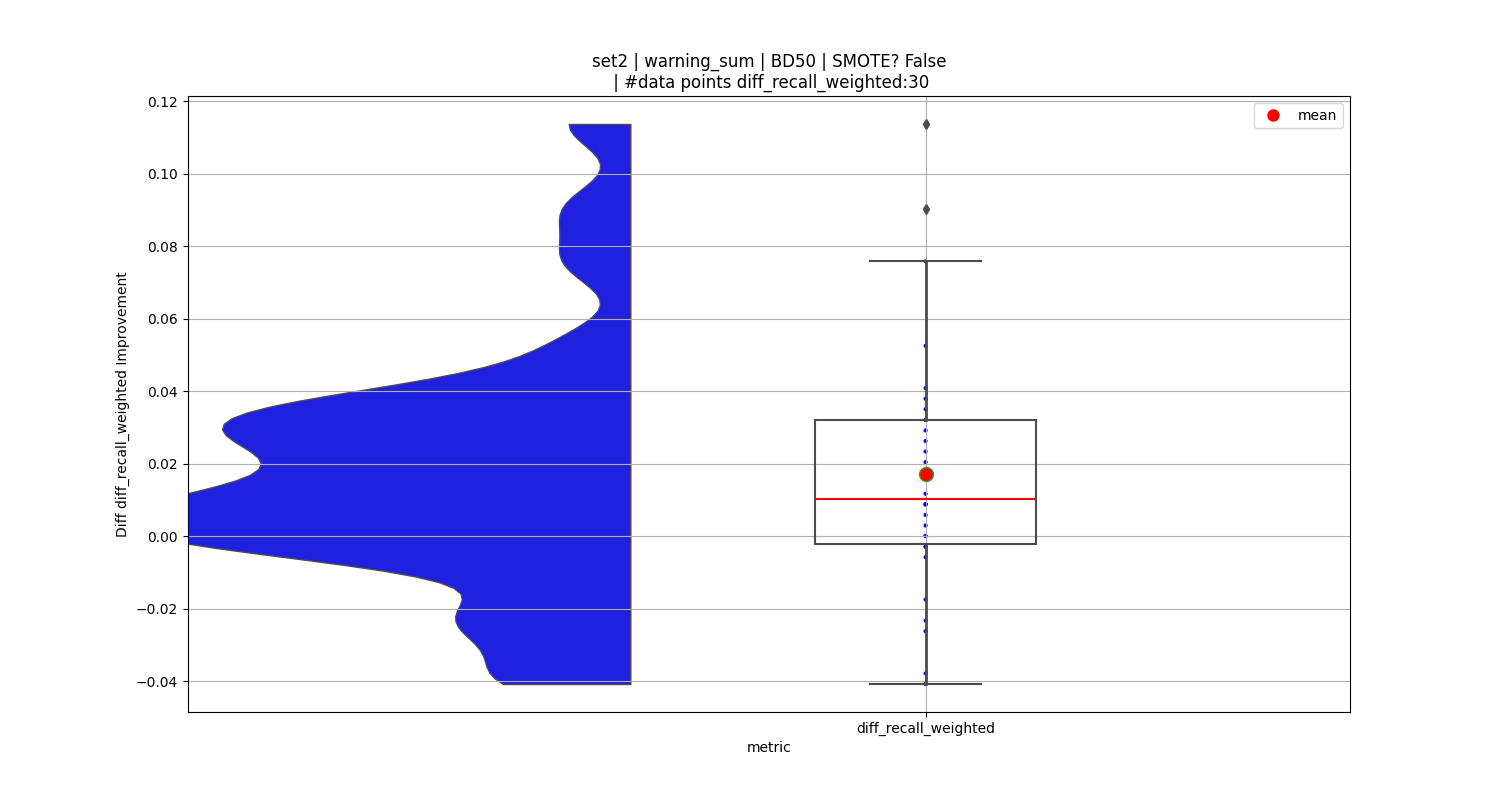 set2 | warning_sum | BD50 | SMOTE? False
| #data points diff_recall_weighted:30
mean
0.12
0.10
0.08
0.06
0.04
0.02
0.00
−0.02
−0.04
Diff diff_recall_weighted Improvement
diff_recall_weighted
metric